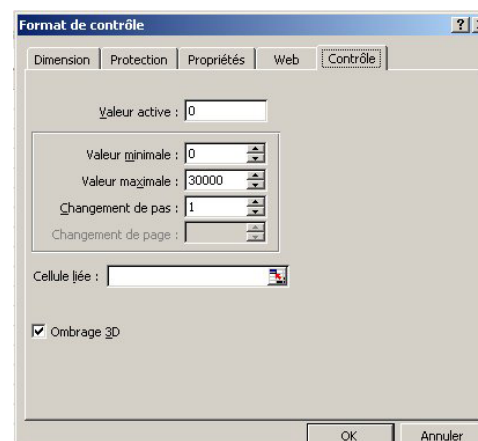 Format de contrôle
Dimension Protection Propriétés Web Contrôle
Valeur active : 0
Valeur minimale : 0
Valeur maximale : 30000
Changement de pas : 1
Changement de page :
Cellule liée :
Ombrage 3D
OK Annuler